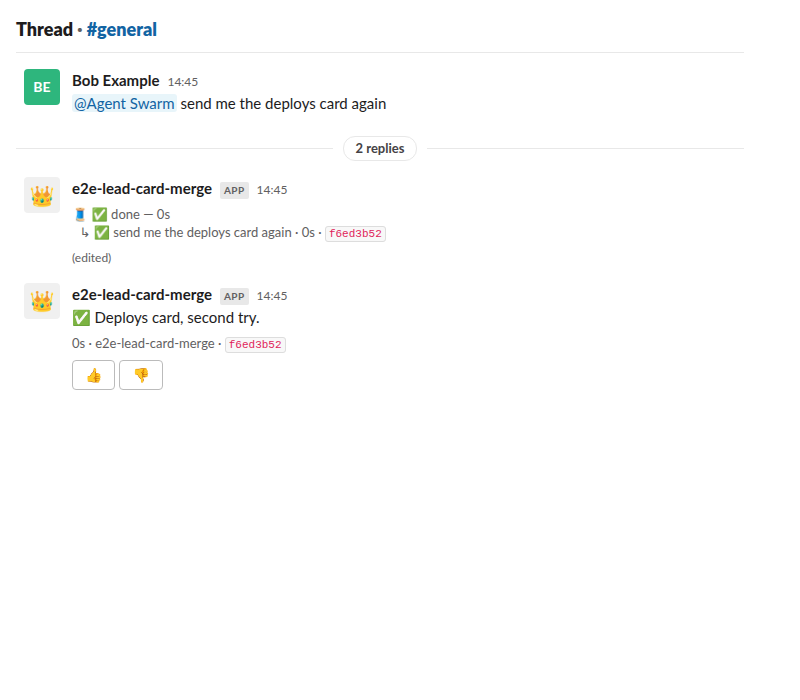 Thread • #general
BE
Bob Example 14:45
@Agent Swarm send me the deploys card again
2 replies
e2e-lead-card-merge APP 14:45
🧵 ✅ done — 0s
↳ ✅ send me the deploys card again · 0s · f6ed3b52
(edited)
e2e-lead-card-merge APP 14:45
✅ Deploys card, second try.
0s · e2e-lead-card-merge · f6ed3b52
👍 👎